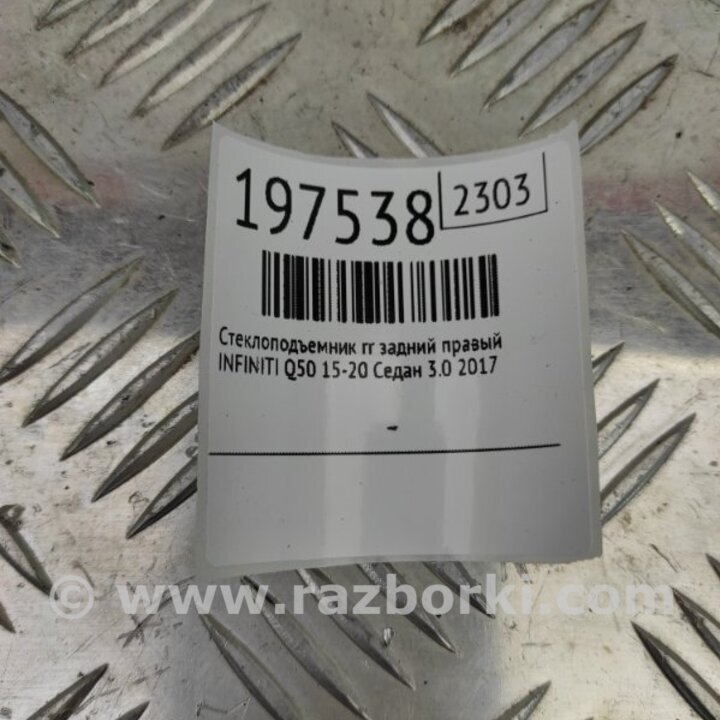 197538 2303
Стеклоподъемник rr задний правый
INFINITI Q50 15-20 Седан 3.0 2017
-
© www.razborki.com